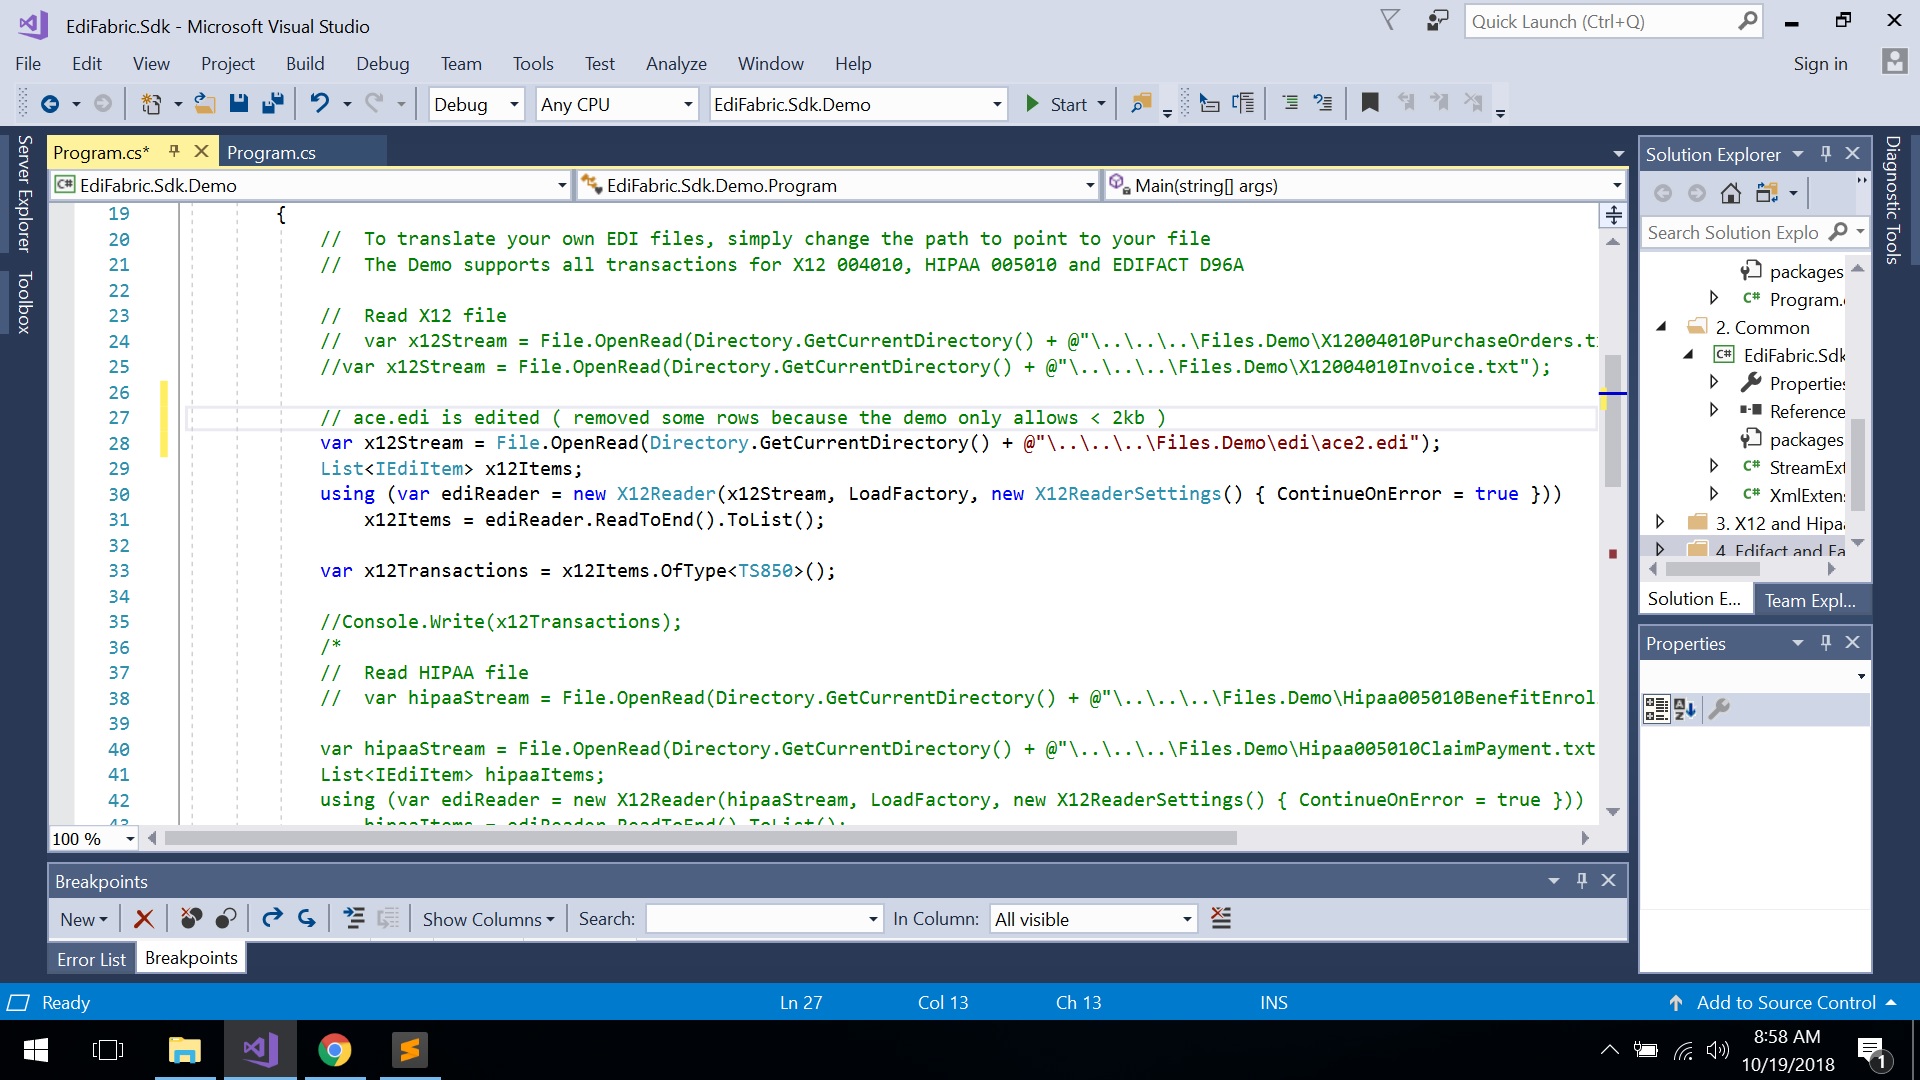 EdiFabric.Sdk - Microsoft Visual Studio
Quick Launch (Ctrl+Q)
File Edit View Project Build Debug Team Tools Test Analyze Window Help
Sign in
Debug Any CPU EdiFabric.Sdk.Demo Start
Server Explorer
Toolbox
Program.cs* Program.cs
EdiFabric.Sdk.Demo EdiFabric.Sdk.Demo.Program Main(string[] args)
19 {
20 // To translate your own EDI files, simply change the path to point to your file
21 // The Demo supports all transactions for X12 004010, HIPAA 005010 and EDIFACT D96A
22
23 // Read X12 file
24 // var x12Stream = File.OpenRead(Directory.GetCurrentDirectory() + @"\..\..\..\Files.Demo\X12004010PurchaseOrders.t
25 //var x12Stream = File.OpenRead(Directory.GetCurrentDirectory() + @"\..\..\..\Files.Demo\X12004010Invoice.txt");
26
27 // ace.edi is edited ( removed some rows because the demo only allows < 2kb )
28 var x12Stream = File.OpenRead(Directory.GetCurrentDirectory() + @"\..\..\..\Files.Demo\edi\ace2.edi");
29 List<IEdiItem> x12Items;
30 using (var ediReader = new X12Reader(x12Stream, LoadFactory, new X12ReaderSettings() { ContinueOnError = true }))
31 x12Items = ediReader.ReadToEnd().ToList();
32
33 var x12Transactions = x12Items.OfType<TS850>();
34
35 //Console.Write(x12Transactions);
36 /*
37 // Read HIPAA file
38 // var hipaaStream = File.OpenRead(Directory.GetCurrentDirectory() + @"\..\..\..\Files.Demo\Hipaa005010BenefitEnrol
39
40 var hipaaStream = File.OpenRead(Directory.GetCurrentDirectory() + @"\..\..\..\Files.Demo\Hipaa005010ClaimPayment.txt
41 List<IEdiItem> hipaaItems;
42 using (var ediReader = new X12Reader(hipaaStream, LoadFactory, new X12ReaderSettings() { ContinueOnError = true }))
43 hipaaItems = ediReader.ReadToEnd().ToList();
100 %
Solution Explorer
Search Solution Explo
packages
C# Program.
2. Common
C# EdiFabric.Sdk
Properties
Reference
packages
C# StreamExt
C# XmlExten
3. X12 and Hipa
4. Edifact and Ea
Solution E... Team Expl...
Diagnostic Tools
Properties
Breakpoints
New Show Columns Search: In Column: All visible
Error List Breakpoints
Ready Ln 27 Col 13 Ch 13 INS Add to Source Control
8:58 AM
10/19/2018
1